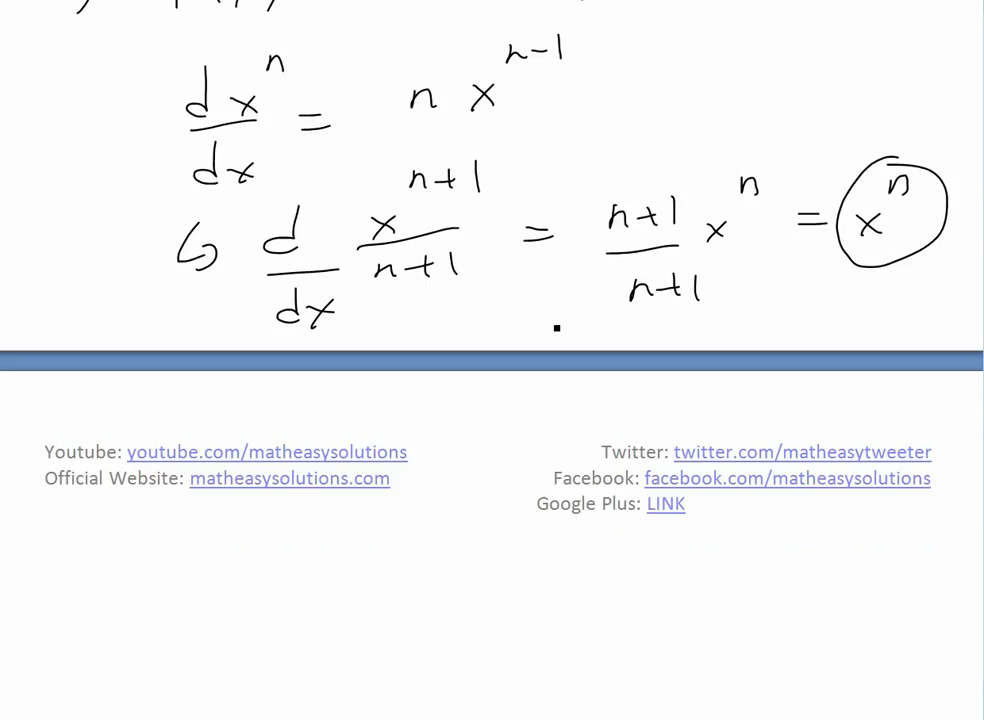 d x^n / dx = n x^(n-1)
↳ d/dx x^(n+1) / (n+1) = (n+1)/(n+1) x^n = x^n
Youtube: youtube.com/matheasysolutions Twitter: twitter.com/matheasytweeter
Official Website: matheasysolutions.com Facebook: facebook.com/matheasysolutions
Google Plus: LINK